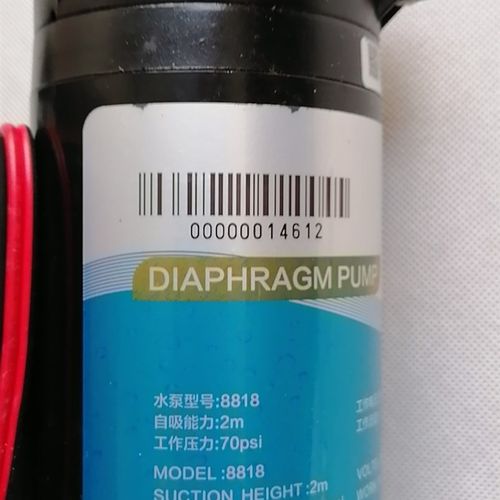 00000014612
DIAPHRAGM PUMP
水泵型号:8818
自吸能力:2m
工作压力:70psi
MODEL :8818
SUCTION HEIGHT :2m